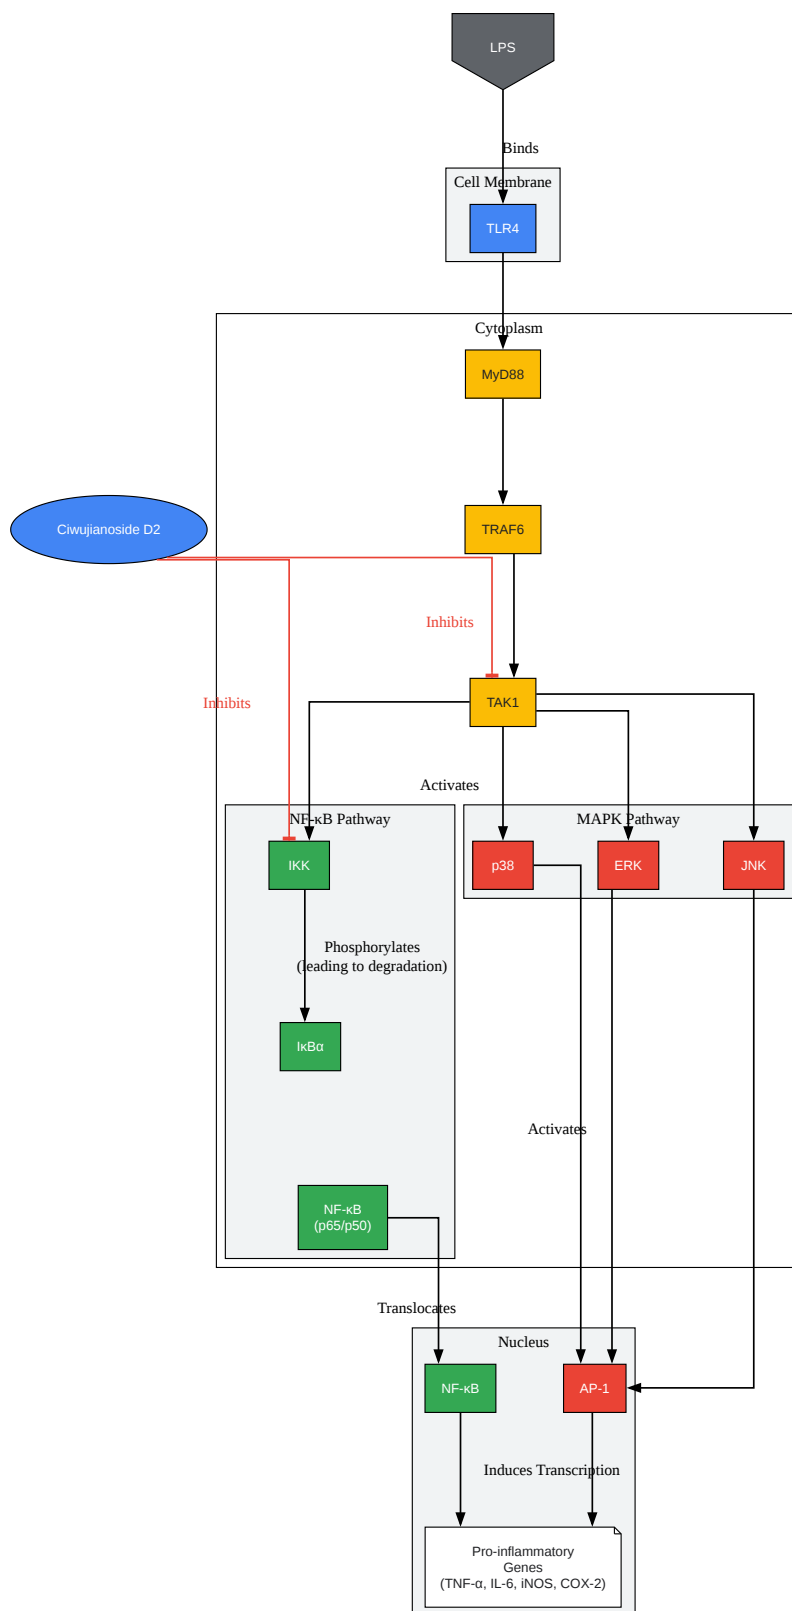 LPS
Binds
Cell Membrane
TLR4
Cytoplasm
MyD88
Ciwujianoside D2
TRAF6
Inhibits
Inhibits
TAK1
Activates
NF-κB Pathway
MAPK Pathway
IKK
p38
ERK
JNK
Phosphorylates
(leading to degradation)
IκBα
Activates
NF-κB
(p65/p50)
Translocates
Nucleus
NF-κB
AP-1
Induces Transcription
Pro-inflammatory
Genes
(TNF-α, IL-6, iNOS, COX-2)